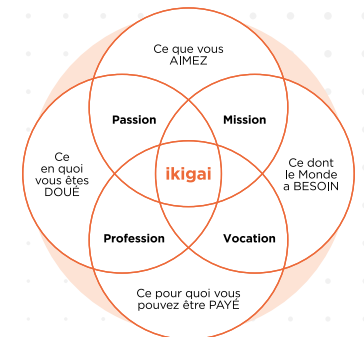 Ce que vous
AIMEZ
Passion
Mission
Ce
en quoi
vous êtes
DOUÉ
ikigai
Ce dont
le Monde
a BESOIN
Profession
Vocation
Ce pour quoi vous
pouvez être PAYÉ